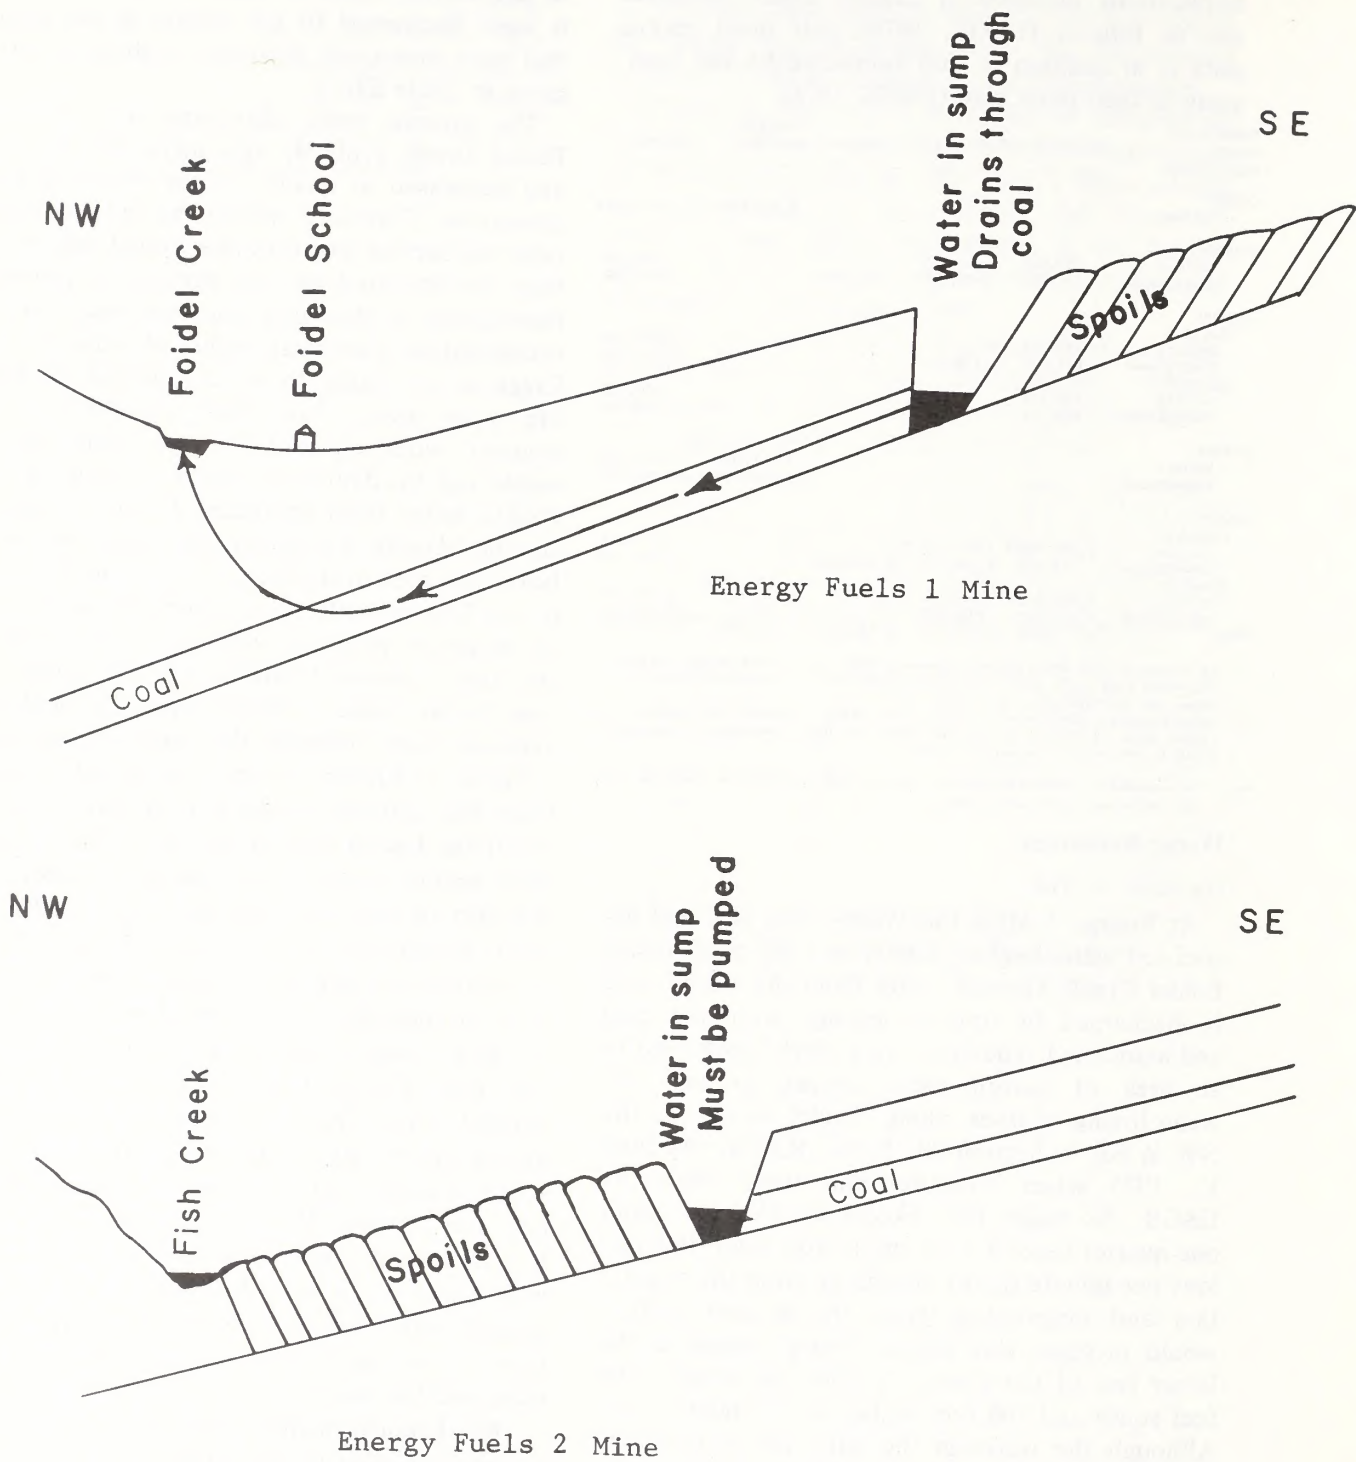 NW
Foidel Creek
Foidel School
Water in sump
Drains through
coal
SE
Spoils
Energy Fuels 1 Mine
Coal
NW
Fish Creek
Water in sump
Must be pumped
SE
Spoils
Coal
Energy Fuels 2 Mine